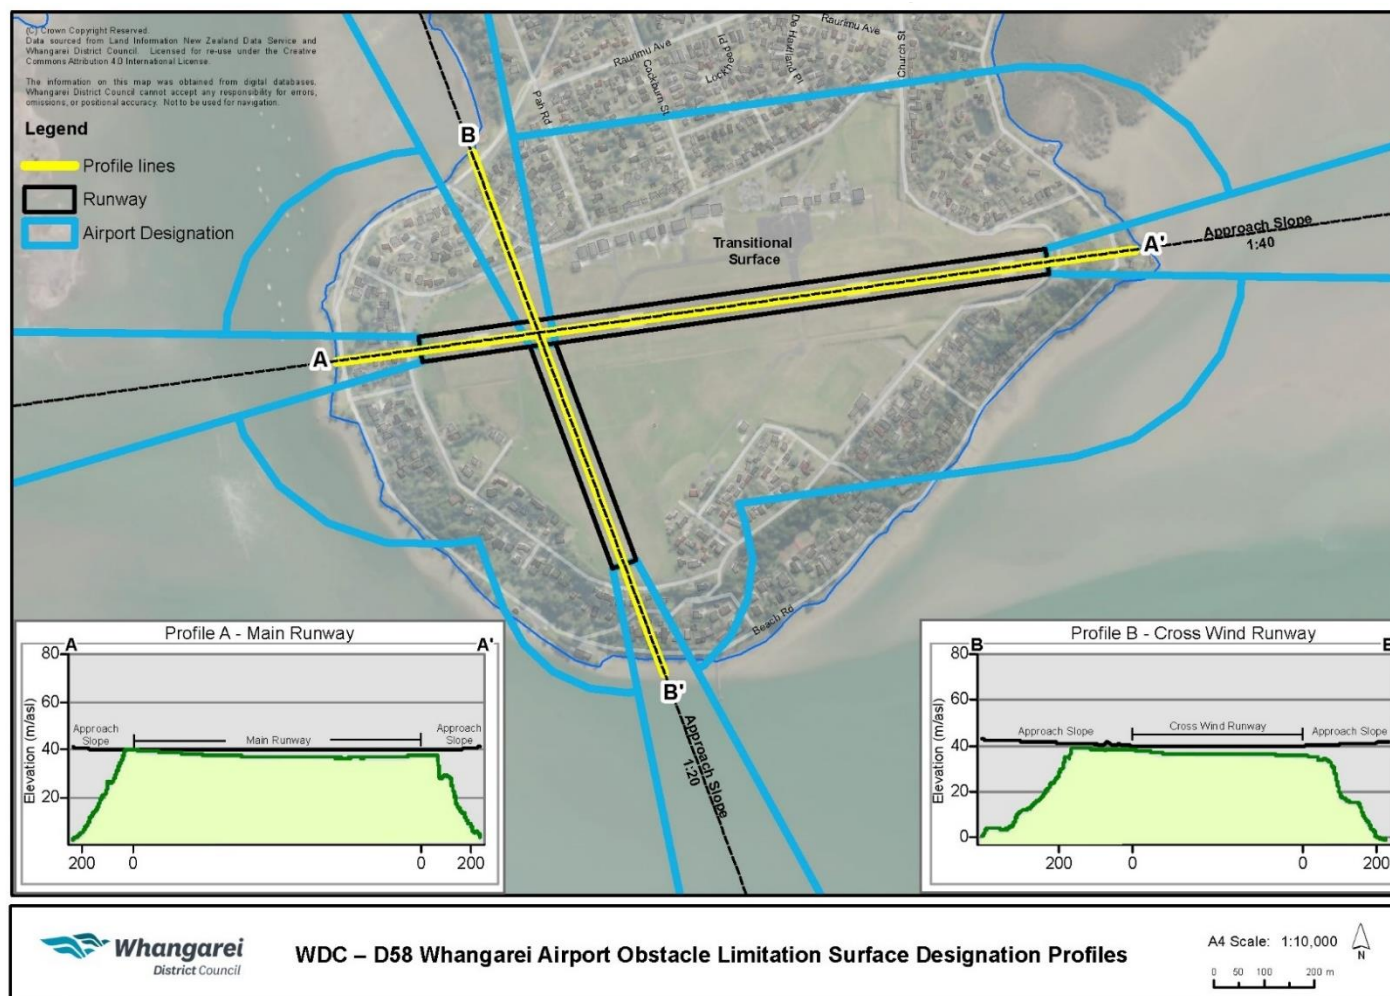 (C) Crown Copyright Reserved.
Data sourced from Land Information New Zealand Data Service and
Whangarei District Council. Licensed for re-use under the Creative
Commons Attribution 4.0 International License.
The information on this map was obtained from digital databases.
Whangarei District Council cannot accept any responsibility for errors,
omissions, or positional accuracy. Not to be used for navigation.
Legend
Profile lines
Runway
Airport Designation
Raurimu Ave
Raurimu Ave
Church St
De Havilland Pl
Lockheed Pl
Cockburn St
Pah Rd
B
Transitional
Surface
A'
Approach Slope
1:40
A
Beach Rd
B'
Approach Slope
1:20
Profile A - Main Runway
A
A'
80
60
40
20
Elevation (m/asl)
Approach
Slope
Main Runway
Approach
Slope
200
0
0
200
Profile B - Cross Wind Runway
B
80
60
40
20
0
Elevation (m/asl)
Approach Slope
Cross Wind Runway
Approach Slope
200
0
0
200
Whangarei
District Council
WDC – D58 Whangarei Airport Obstacle Limitation Surface Designation Profiles
A4 Scale: 1:10,000
N
0 50 100 200 m